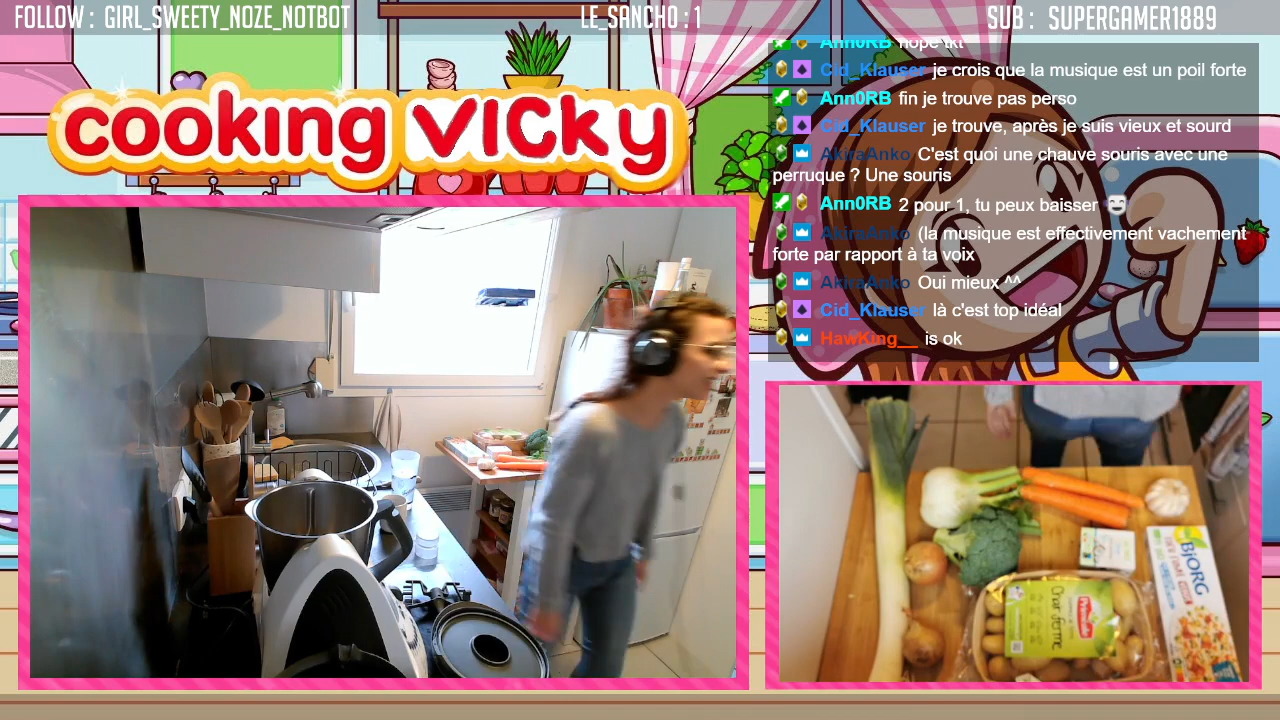 FOLLOW : GIRL_SWEETY_NOZE_NOTBOT
LE_SANCHO : 1
SUB : SUPERGAMER1889
cooking VICKY
Ann0RB nope tkt
Cid_Klauser je crois que la musique est un poil forte
Ann0RB fin je trouve pas perso
Cid_Klauser je trouve, après je suis vieux et sourd
AkiraAnko C'est quoi une chauve souris avec une
perruque ? Une souris
Ann0RB 2 pour 1, tu peux baisser
AkiraAnko (la musique est effectivement vachement
forte par rapport à ta voix
AkiraAnko Oui mieux ^^
Cid_Klauser là c'est top idéal
HawKing__ is ok
BJORG